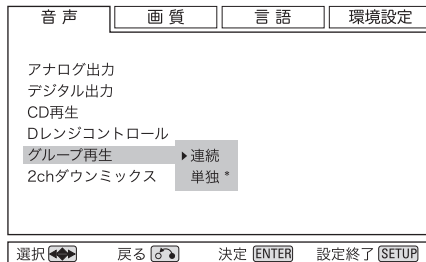 音声 画質 言語 環境設定
アナログ出力
デジタル出力
CD再生
Dレンジコントロール
グループ再生 ▶連続
2chダウンミックス 単独 *
選択 戻る 決定 ENTER 設定終了 SETUP